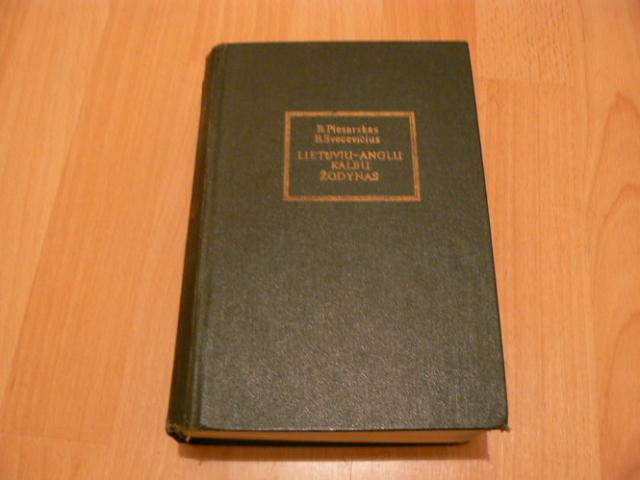 B. Piesarskas
B. Svecevičius
LIETUVIŲ-ANGLŲ
KALBŲ
ŽODYNAS